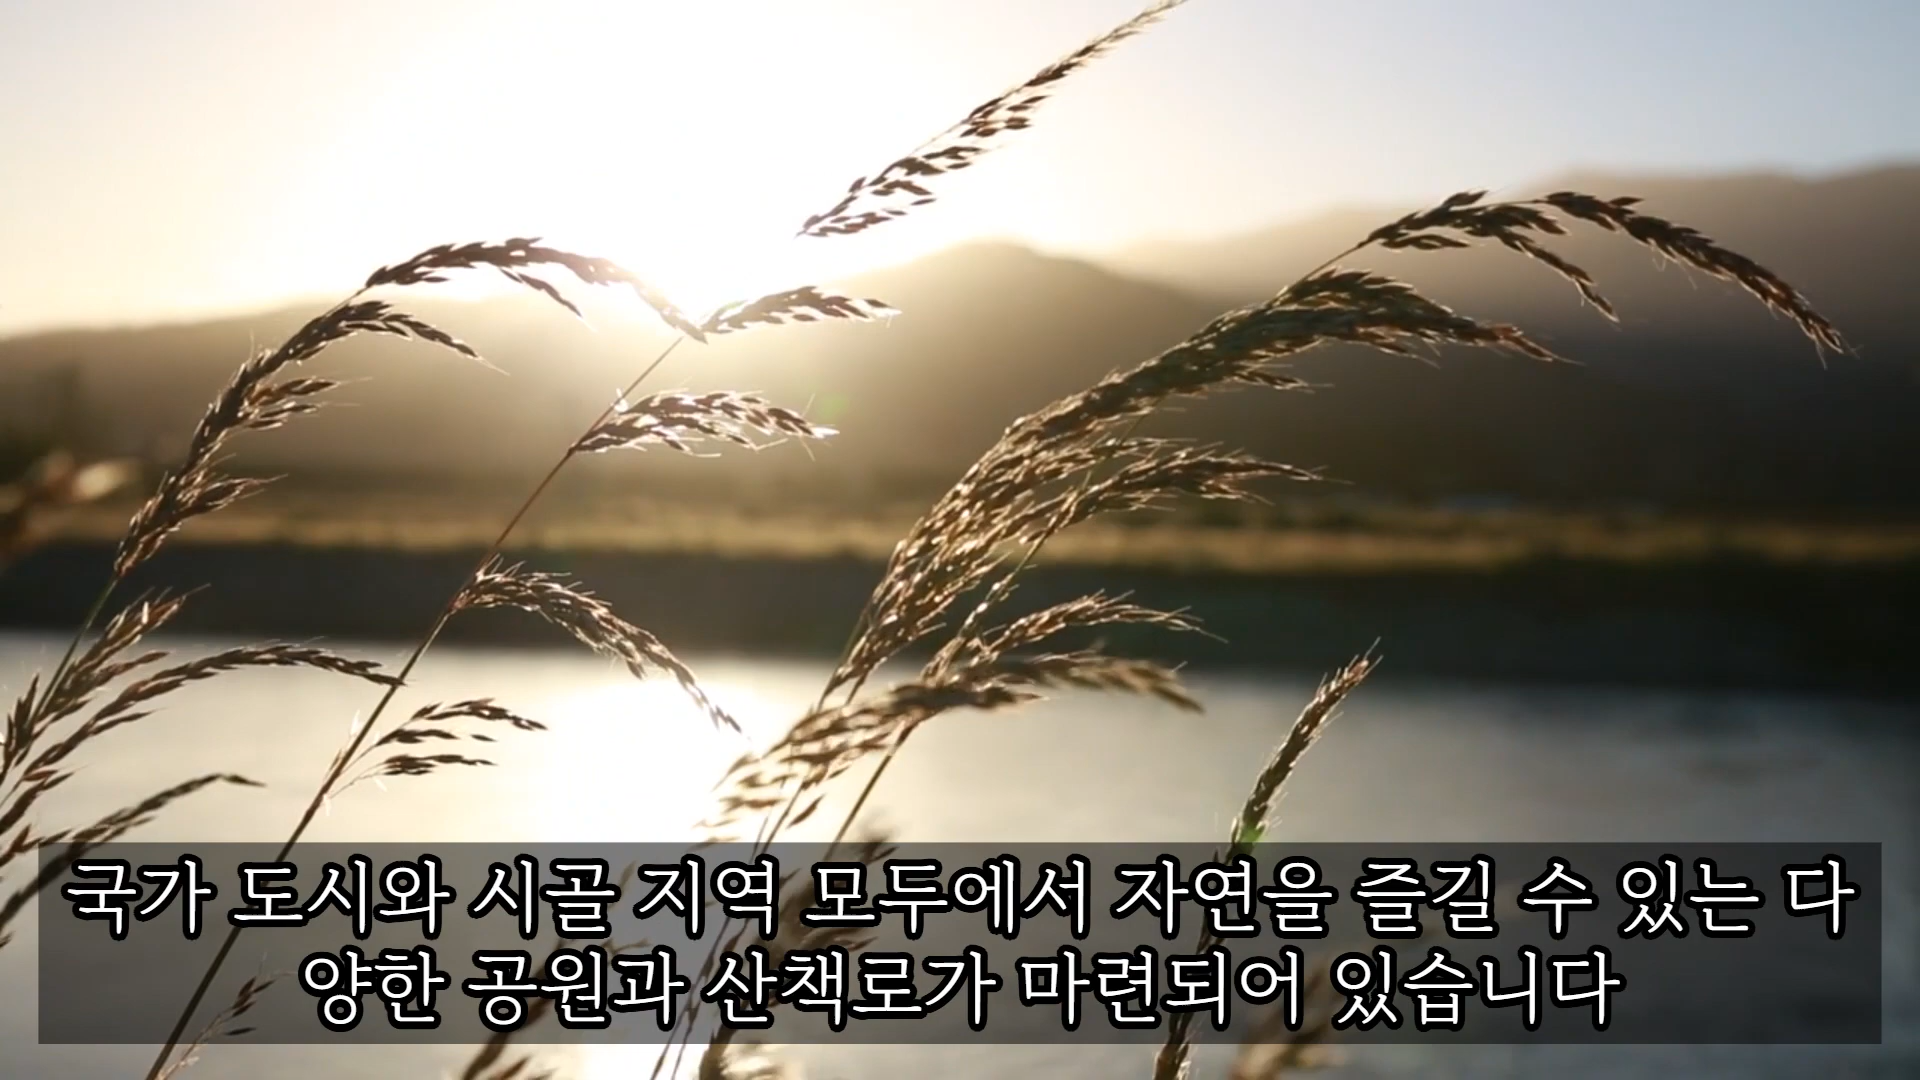 국가 도시와 시골 지역 모두에서 자연을 즐길 수 있는 다
양한 공원과 산책로가 마련되어 있습니다